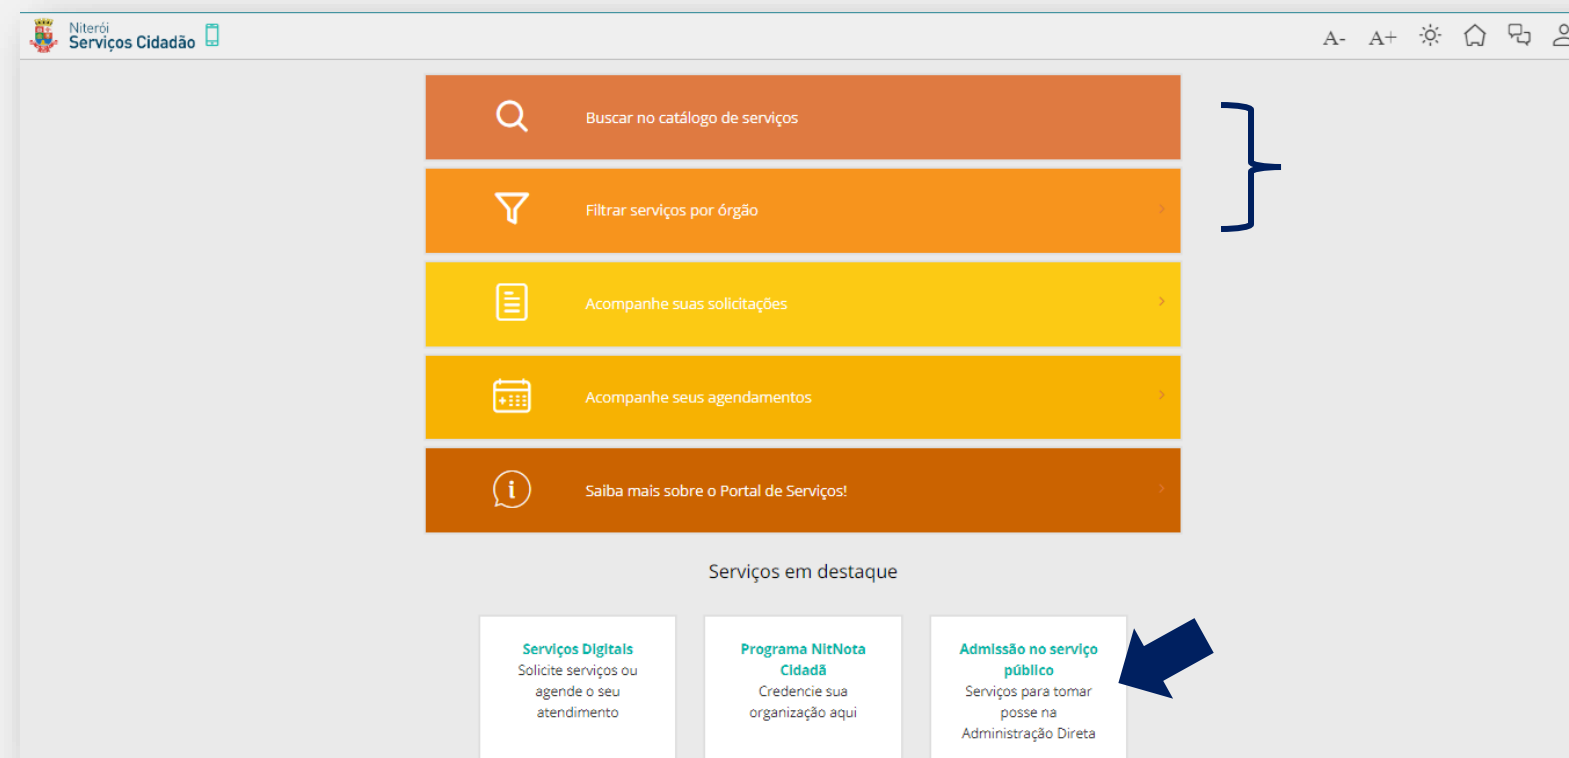 Niterói
Serviços Cidadão
A- A+
Buscar no catálogo de serviços
Filtrar serviços por órgão
Acompanhe suas solicitações
Acompanhe seus agendamentos
Saiba mais sobre o Portal de Serviços!
Serviços em destaque
Serviços Digitais
Solicite serviços ou
agende o seu
atendimento
Programa NitNota
Cidadã
Credencie sua
organização aqui
Admissão no serviço
público
Serviços para tomar
posse na
Administração Direta